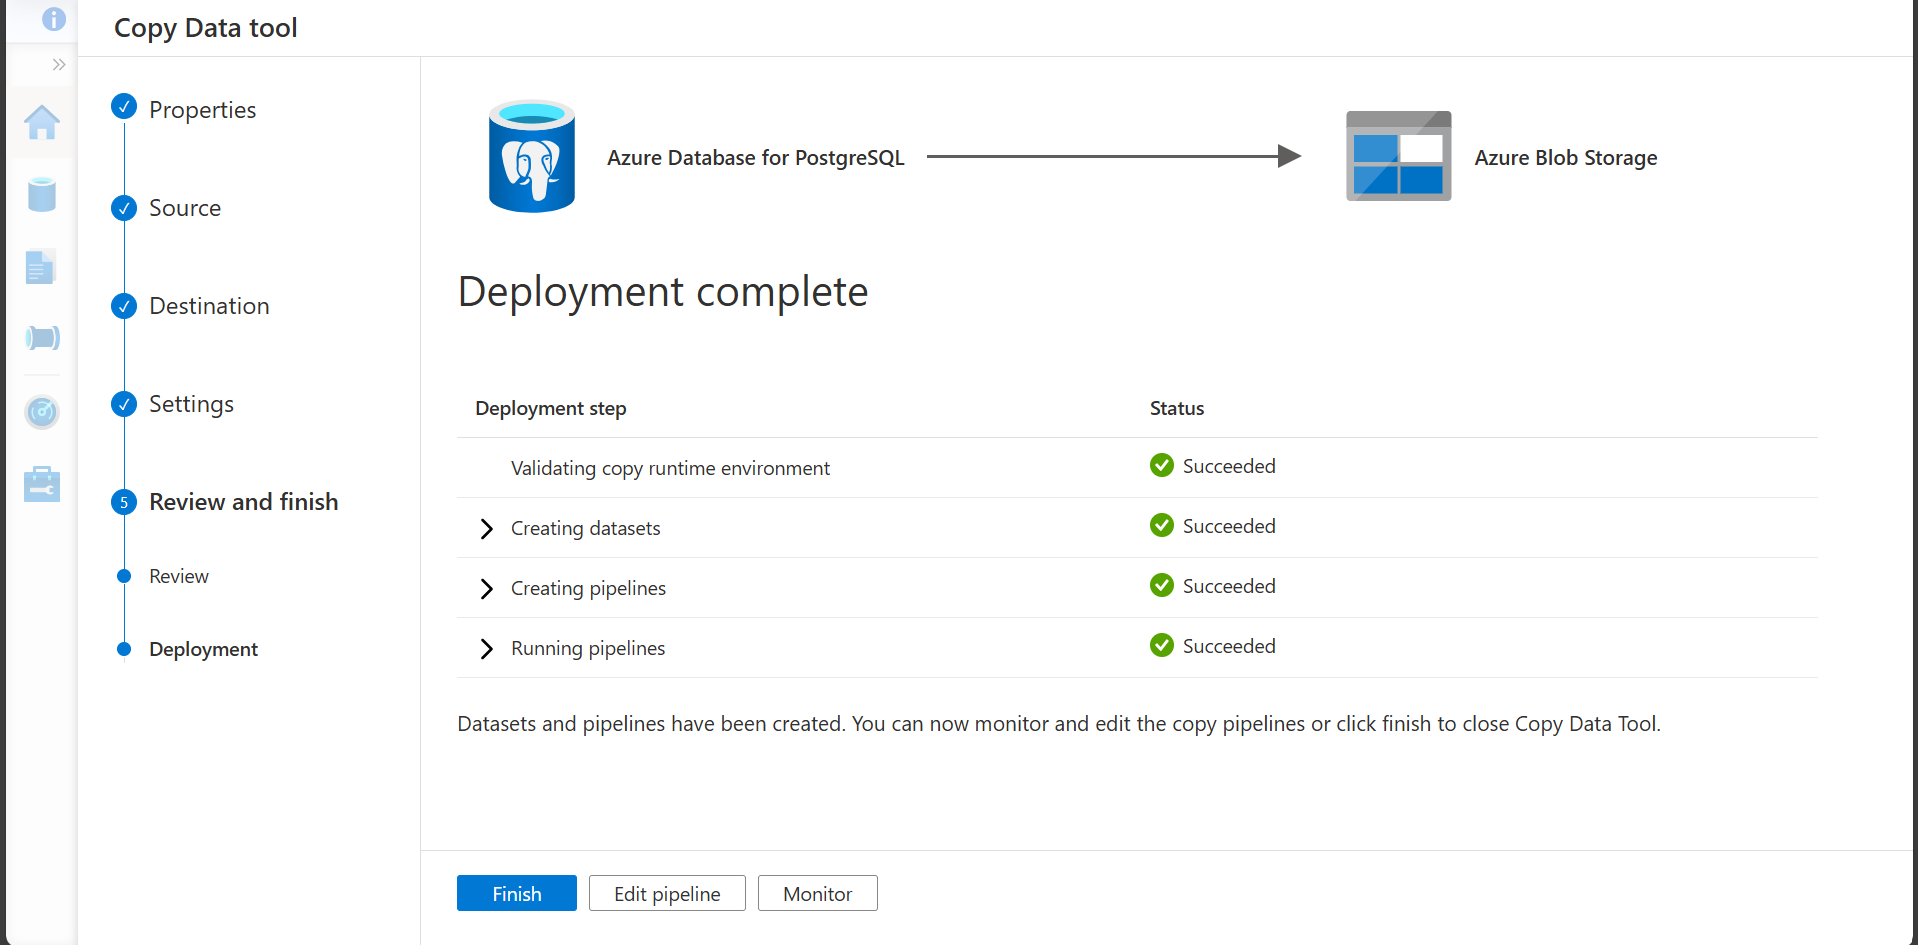 Copy Data tool
Properties
Source
Destination
Settings
5 Review and finish
Review
Deployment
Azure Database for PostgreSQL
Azure Blob Storage
Deployment complete
Deployment step Status
Validating copy runtime environment Succeeded
Creating datasets Succeeded
Creating pipelines Succeeded
Running pipelines Succeeded
Datasets and pipelines have been created. You can now monitor and edit the copy pipelines or click finish to close Copy Data Tool.
Finish Edit pipeline Monitor